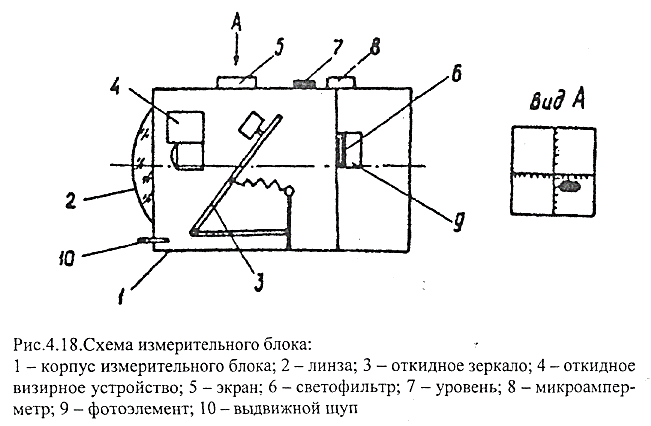 A
5 7 8
4 6
вид А
2 9
10
1 3
Рис.4.18.Схема измерительного блока:
1 – корпус измерительного блока; 2 – линза; 3 – откидное зеркало; 4 – откидное
визирное устройство; 5 – экран; 6 – светофильтр; 7 – уровень; 8 – микроампер-
метр; 9 – фотоэлемент; 10 – выдвижной щуп